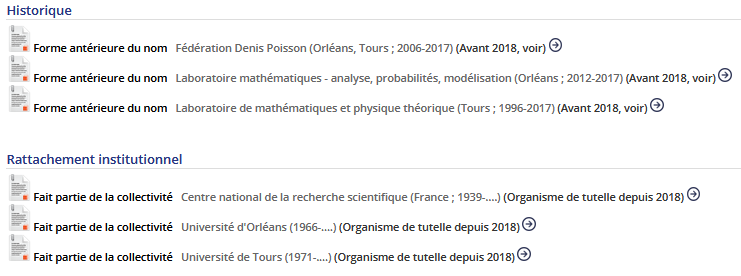 Historique
Forme antérieure du nom Fédération Denis Poisson (Orléans, Tours ; 2006-2017) (Avant 2018, voir)
Forme antérieure du nom Laboratoire mathématiques - analyse, probabilités, modélisation (Orléans ; 2012-2017) (Avant 2018, voir)
Forme antérieure du nom Laboratoire de mathématiques et physique théorique (Tours ; 1996-2017) (Avant 2018, voir)
Rattachement institutionnel
Fait partie de la collectivité Centre national de la recherche scientifique (France ; 1939-....) (Organisme de tutelle depuis 2018)
Fait partie de la collectivité Université d'Orléans (1966-....) (Organisme de tutelle depuis 2018)
Fait partie de la collectivité Université de Tours (1971-....) (Organisme de tutelle depuis 2018)